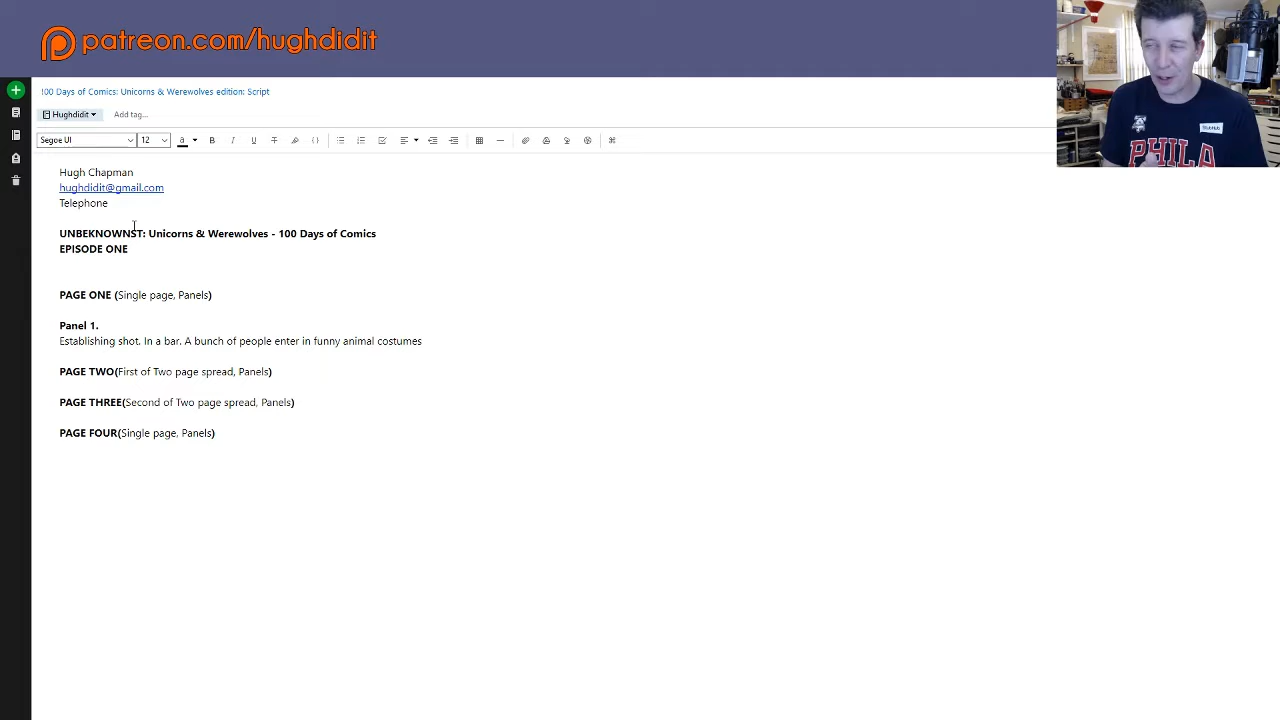 patreon.com/hughdidit
100 Days of Comics: Unicorns & Werewolves edition: Script
Hughdidit
Add tag...
Segoe UI
12
a
B
I
U
T
Hugh Chapman
hughdidit@gmail.com
Telephone
UNBEKNOWNST: Unicorns & Werewolves - 100 Days of Comics
EPISODE ONE
PAGE ONE (Single page, Panels)
Panel 1.
Establishing shot. In a bar. A bunch of people enter in funny animal costumes
PAGE TWO(First of Two page spread, Panels)
PAGE THREE(Second of Two page spread, Panels)
PAGE FOUR(Single page, Panels)
PHILA